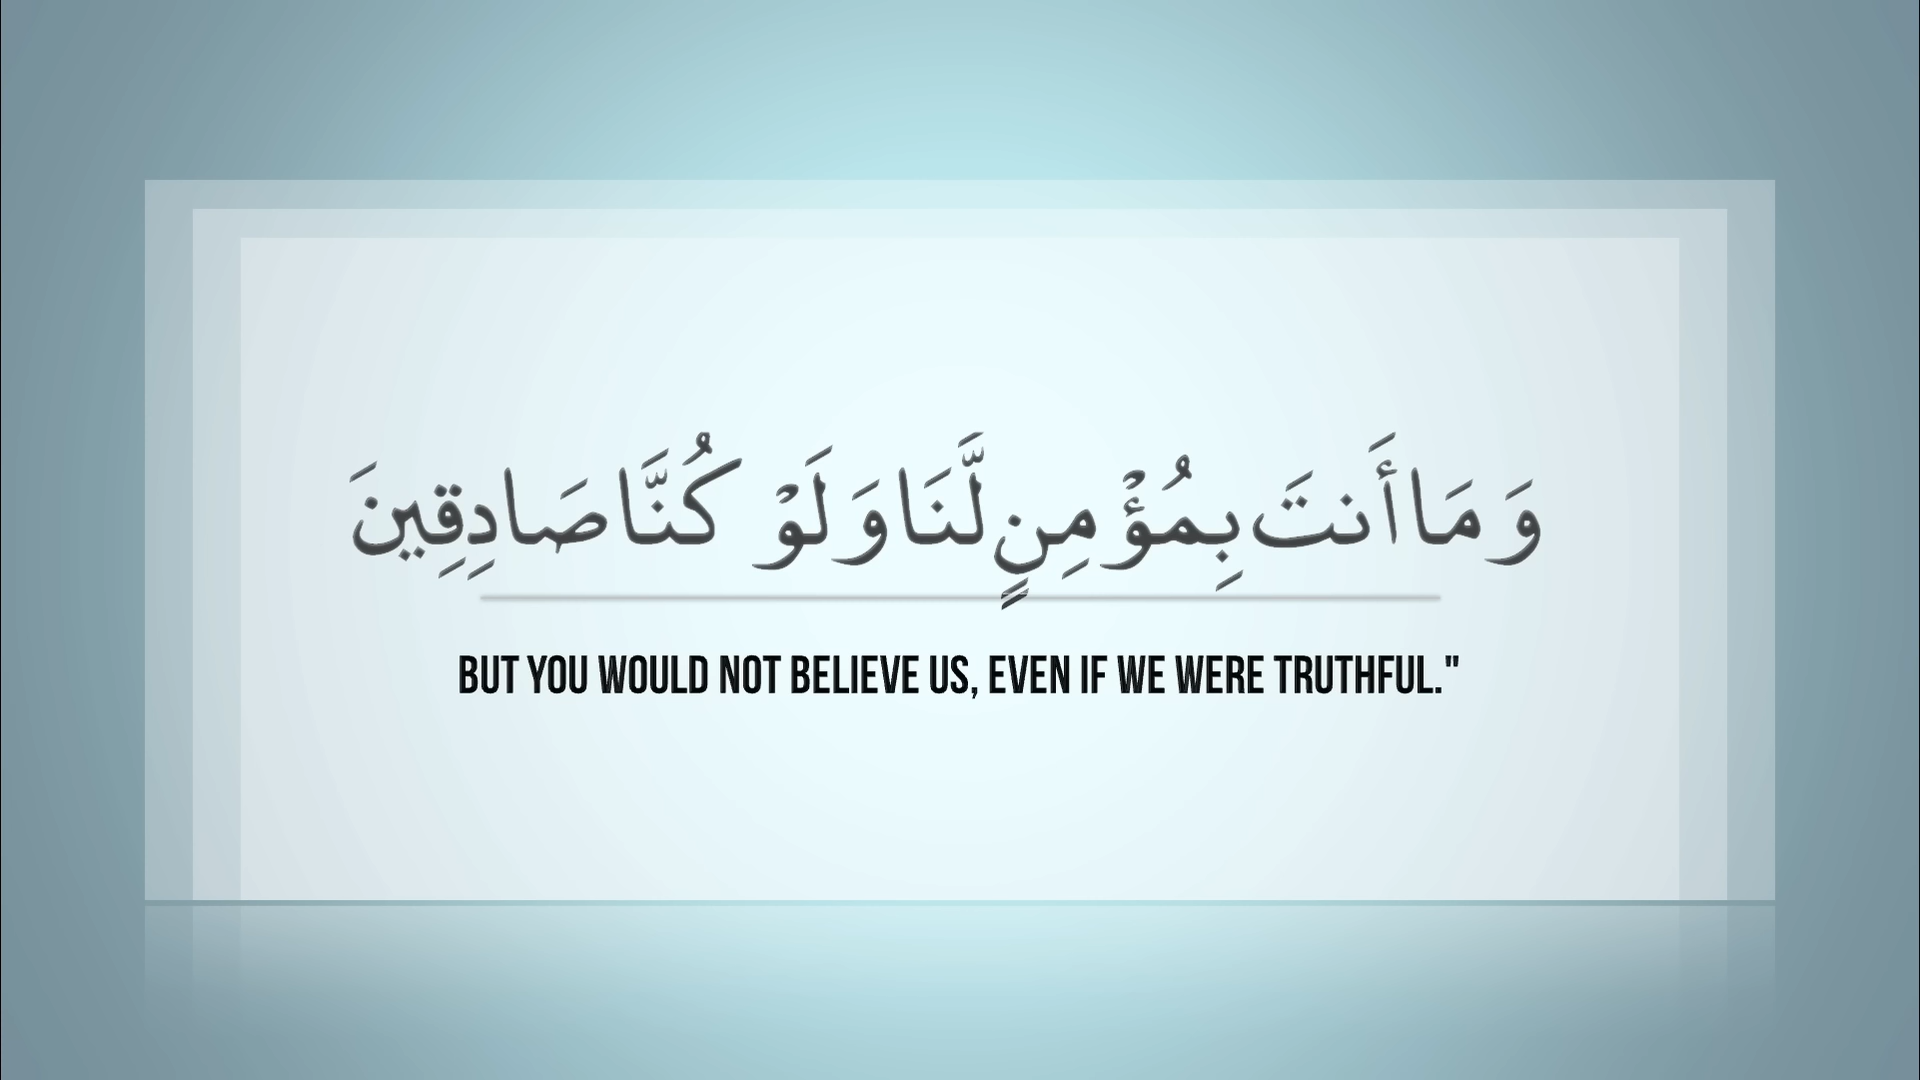 وَمَا أَنتَ بِمُؤْمِنٍ لَّنَا وَلَوْ كُنَّا صَادِقِينَ
BUT YOU WOULD NOT BELIEVE US, EVEN IF WE WERE TRUTHFUL."